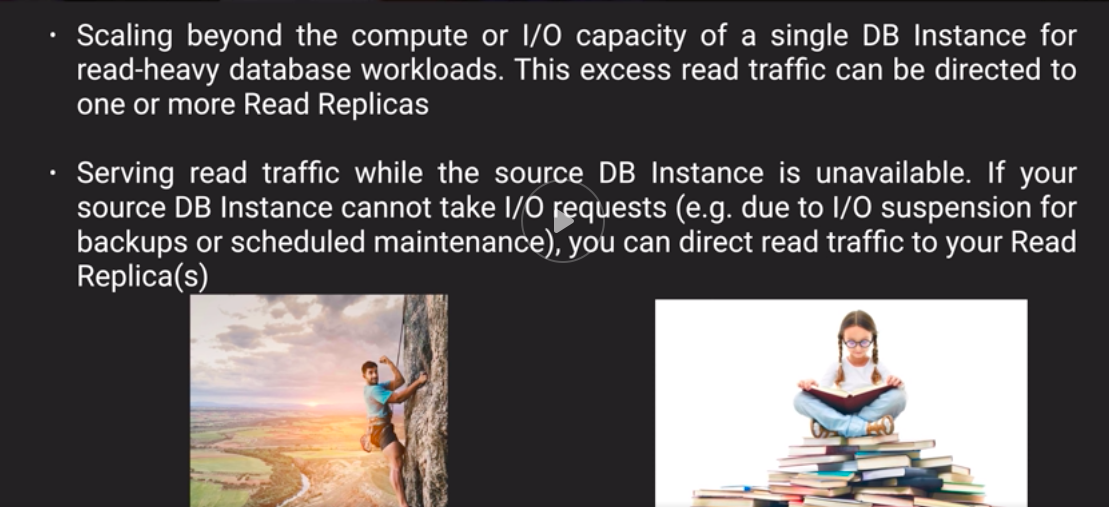 • Scaling beyond the compute or I/O capacity of a single DB Instance for
read-heavy database workloads. This excess read traffic can be directed to
one or more Read Replicas
• Serving read traffic while the source DB Instance is unavailable. If your
source DB Instance cannot take I/O requests (e.g. due to I/O suspension for
backups or scheduled maintenance), you can direct read traffic to your Read
Replica(s)